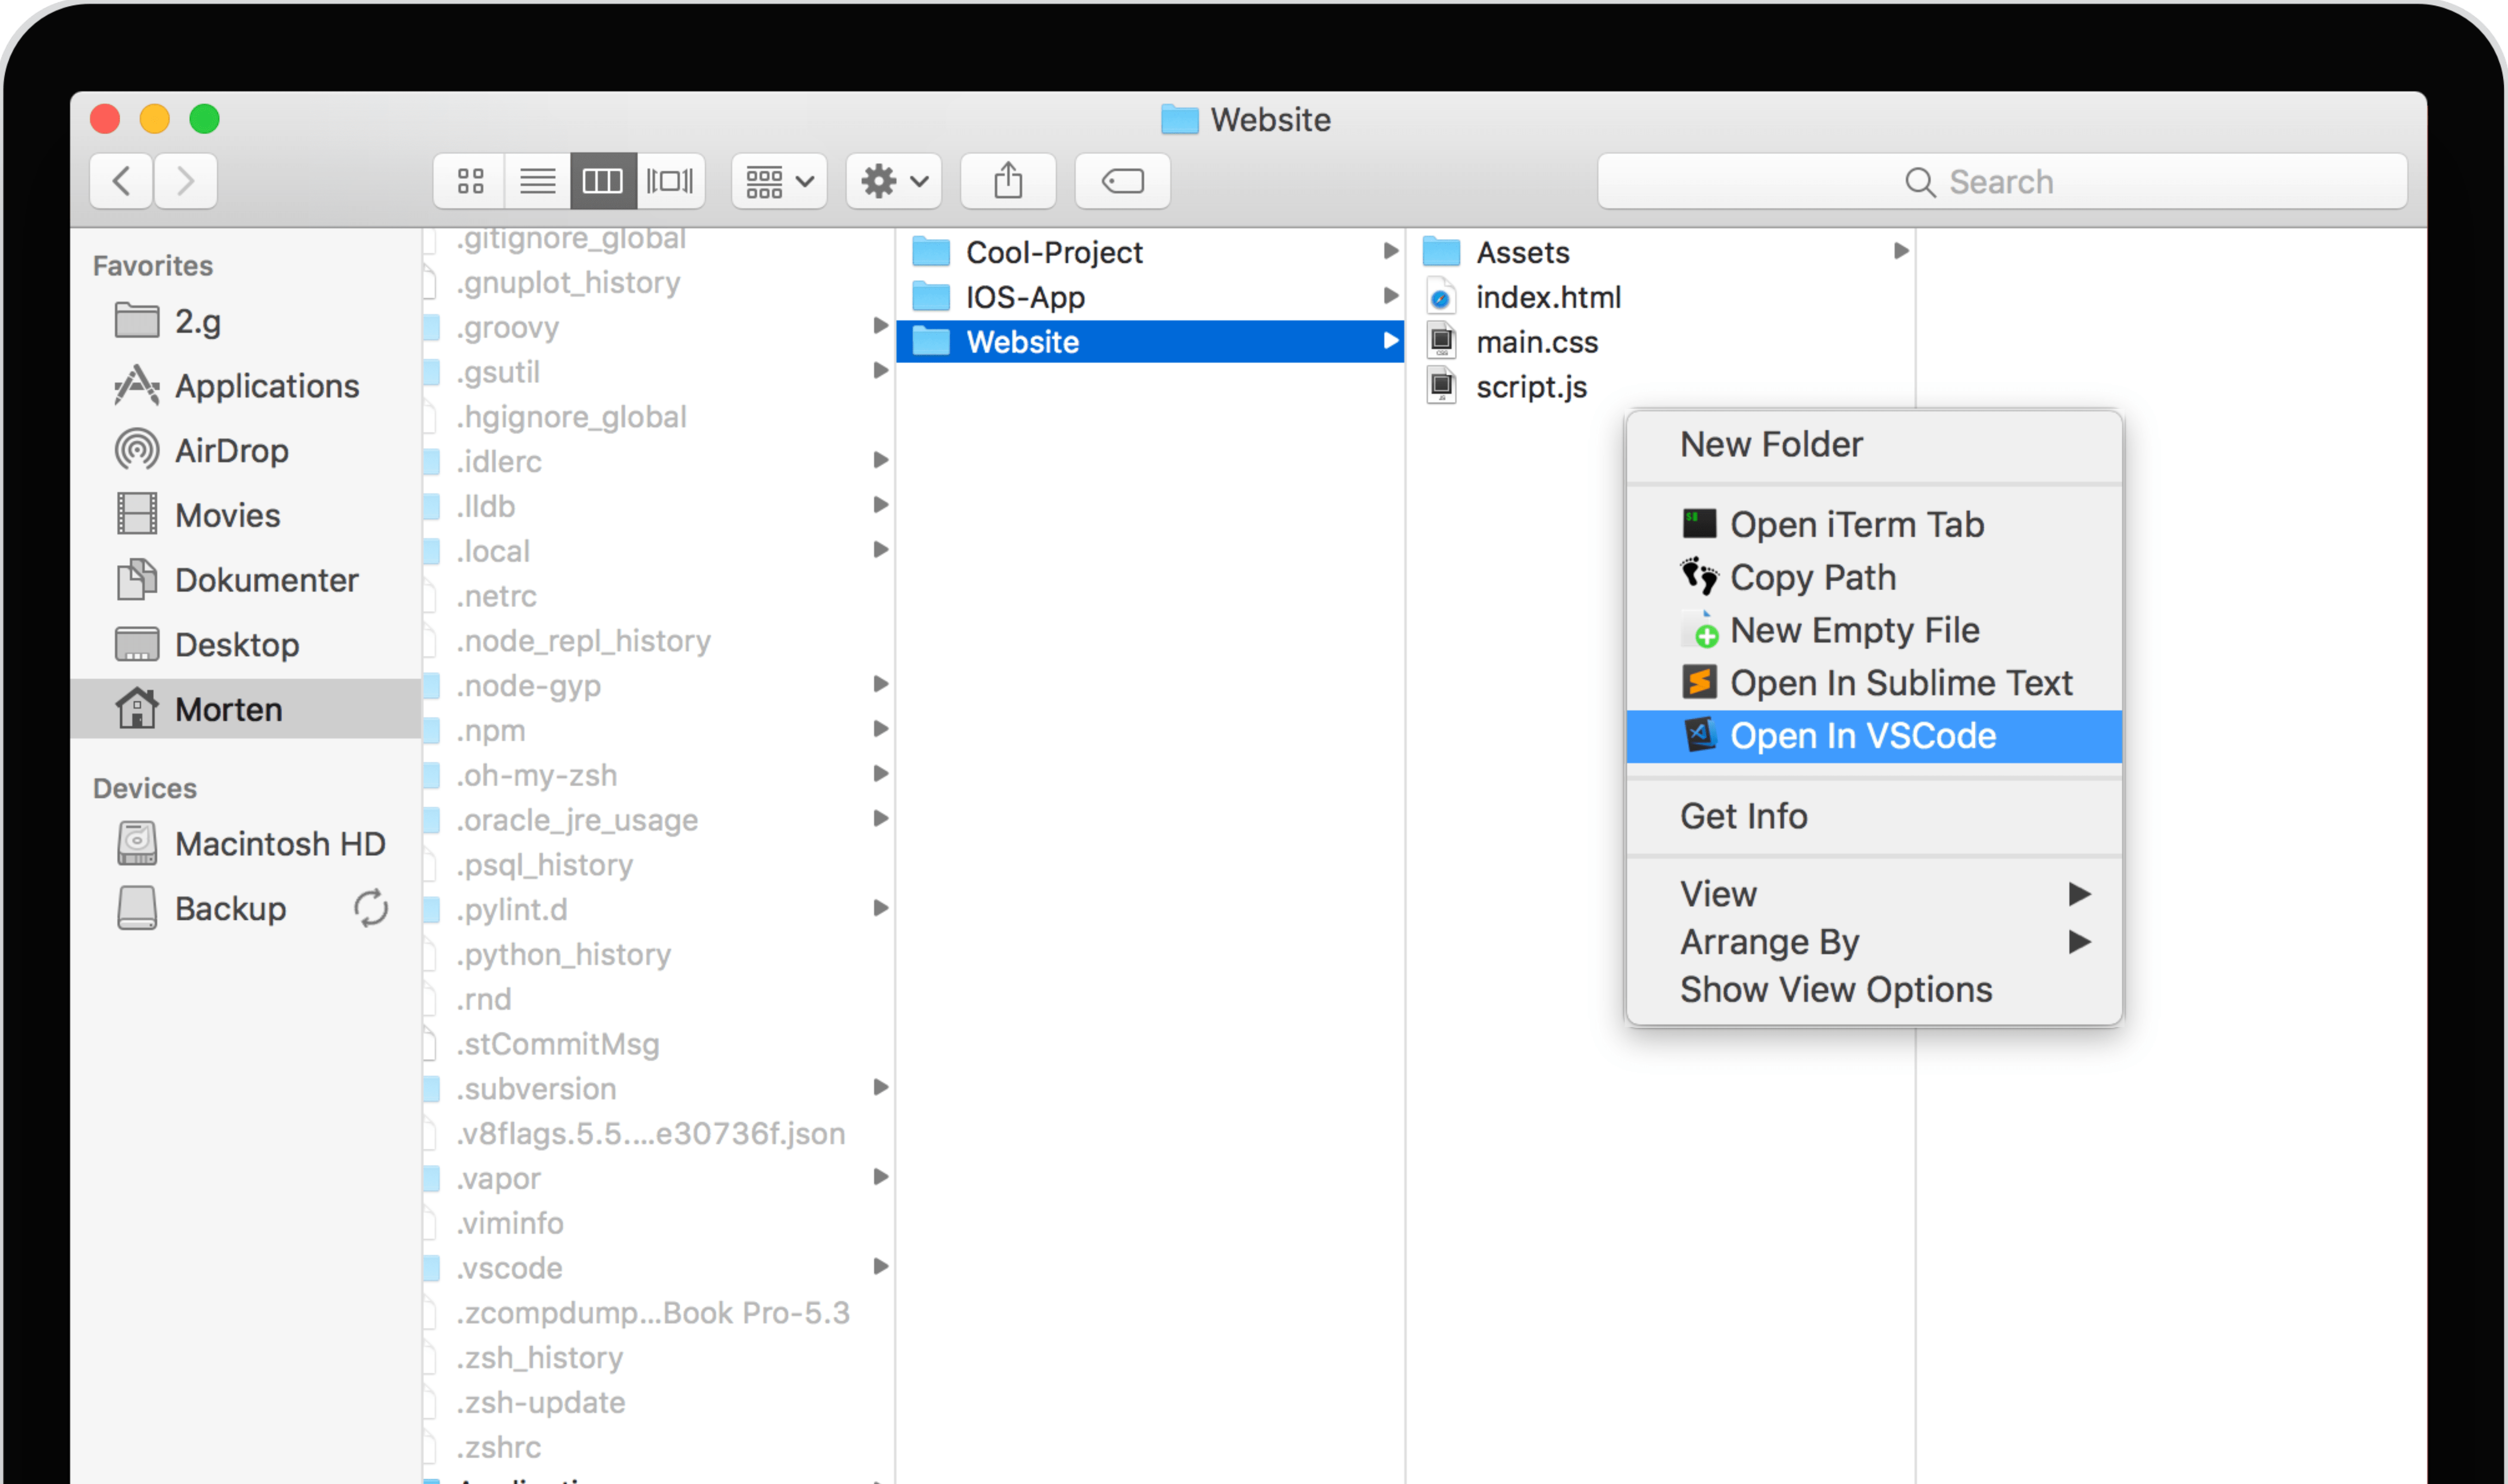 Website
Search
Favorites
2.g
Applications
AirDrop
Movies
Dokumenter
Desktop
Morten
Devices
Macintosh HD
Backup
.gitignore_global
.gnuplot_history
.groovy
.gsutil
.hgignore_global
.idlerc
.lldb
.local
.netrc
.node_repl_history
.node-gyp
.npm
.oh-my-zsh
.oracle_jre_usage
.psql_history
.pylint.d
.python_history
.rnd
.stCommitMsg
.subversion
.v8flags.5.5....e30736f.json
.vapor
.viminfo
.vscode
.zcompdump...Book Pro-5.3
.zsh_history
.zsh-update
.zshrc
Cool-Project
IOS-App
Website
Assets
index.html
main.css
script.js
New Folder
Open iTerm Tab
Copy Path
New Empty File
Open In Sublime Text
Open In VSCode
Get Info
View
Arrange By
Show View Options